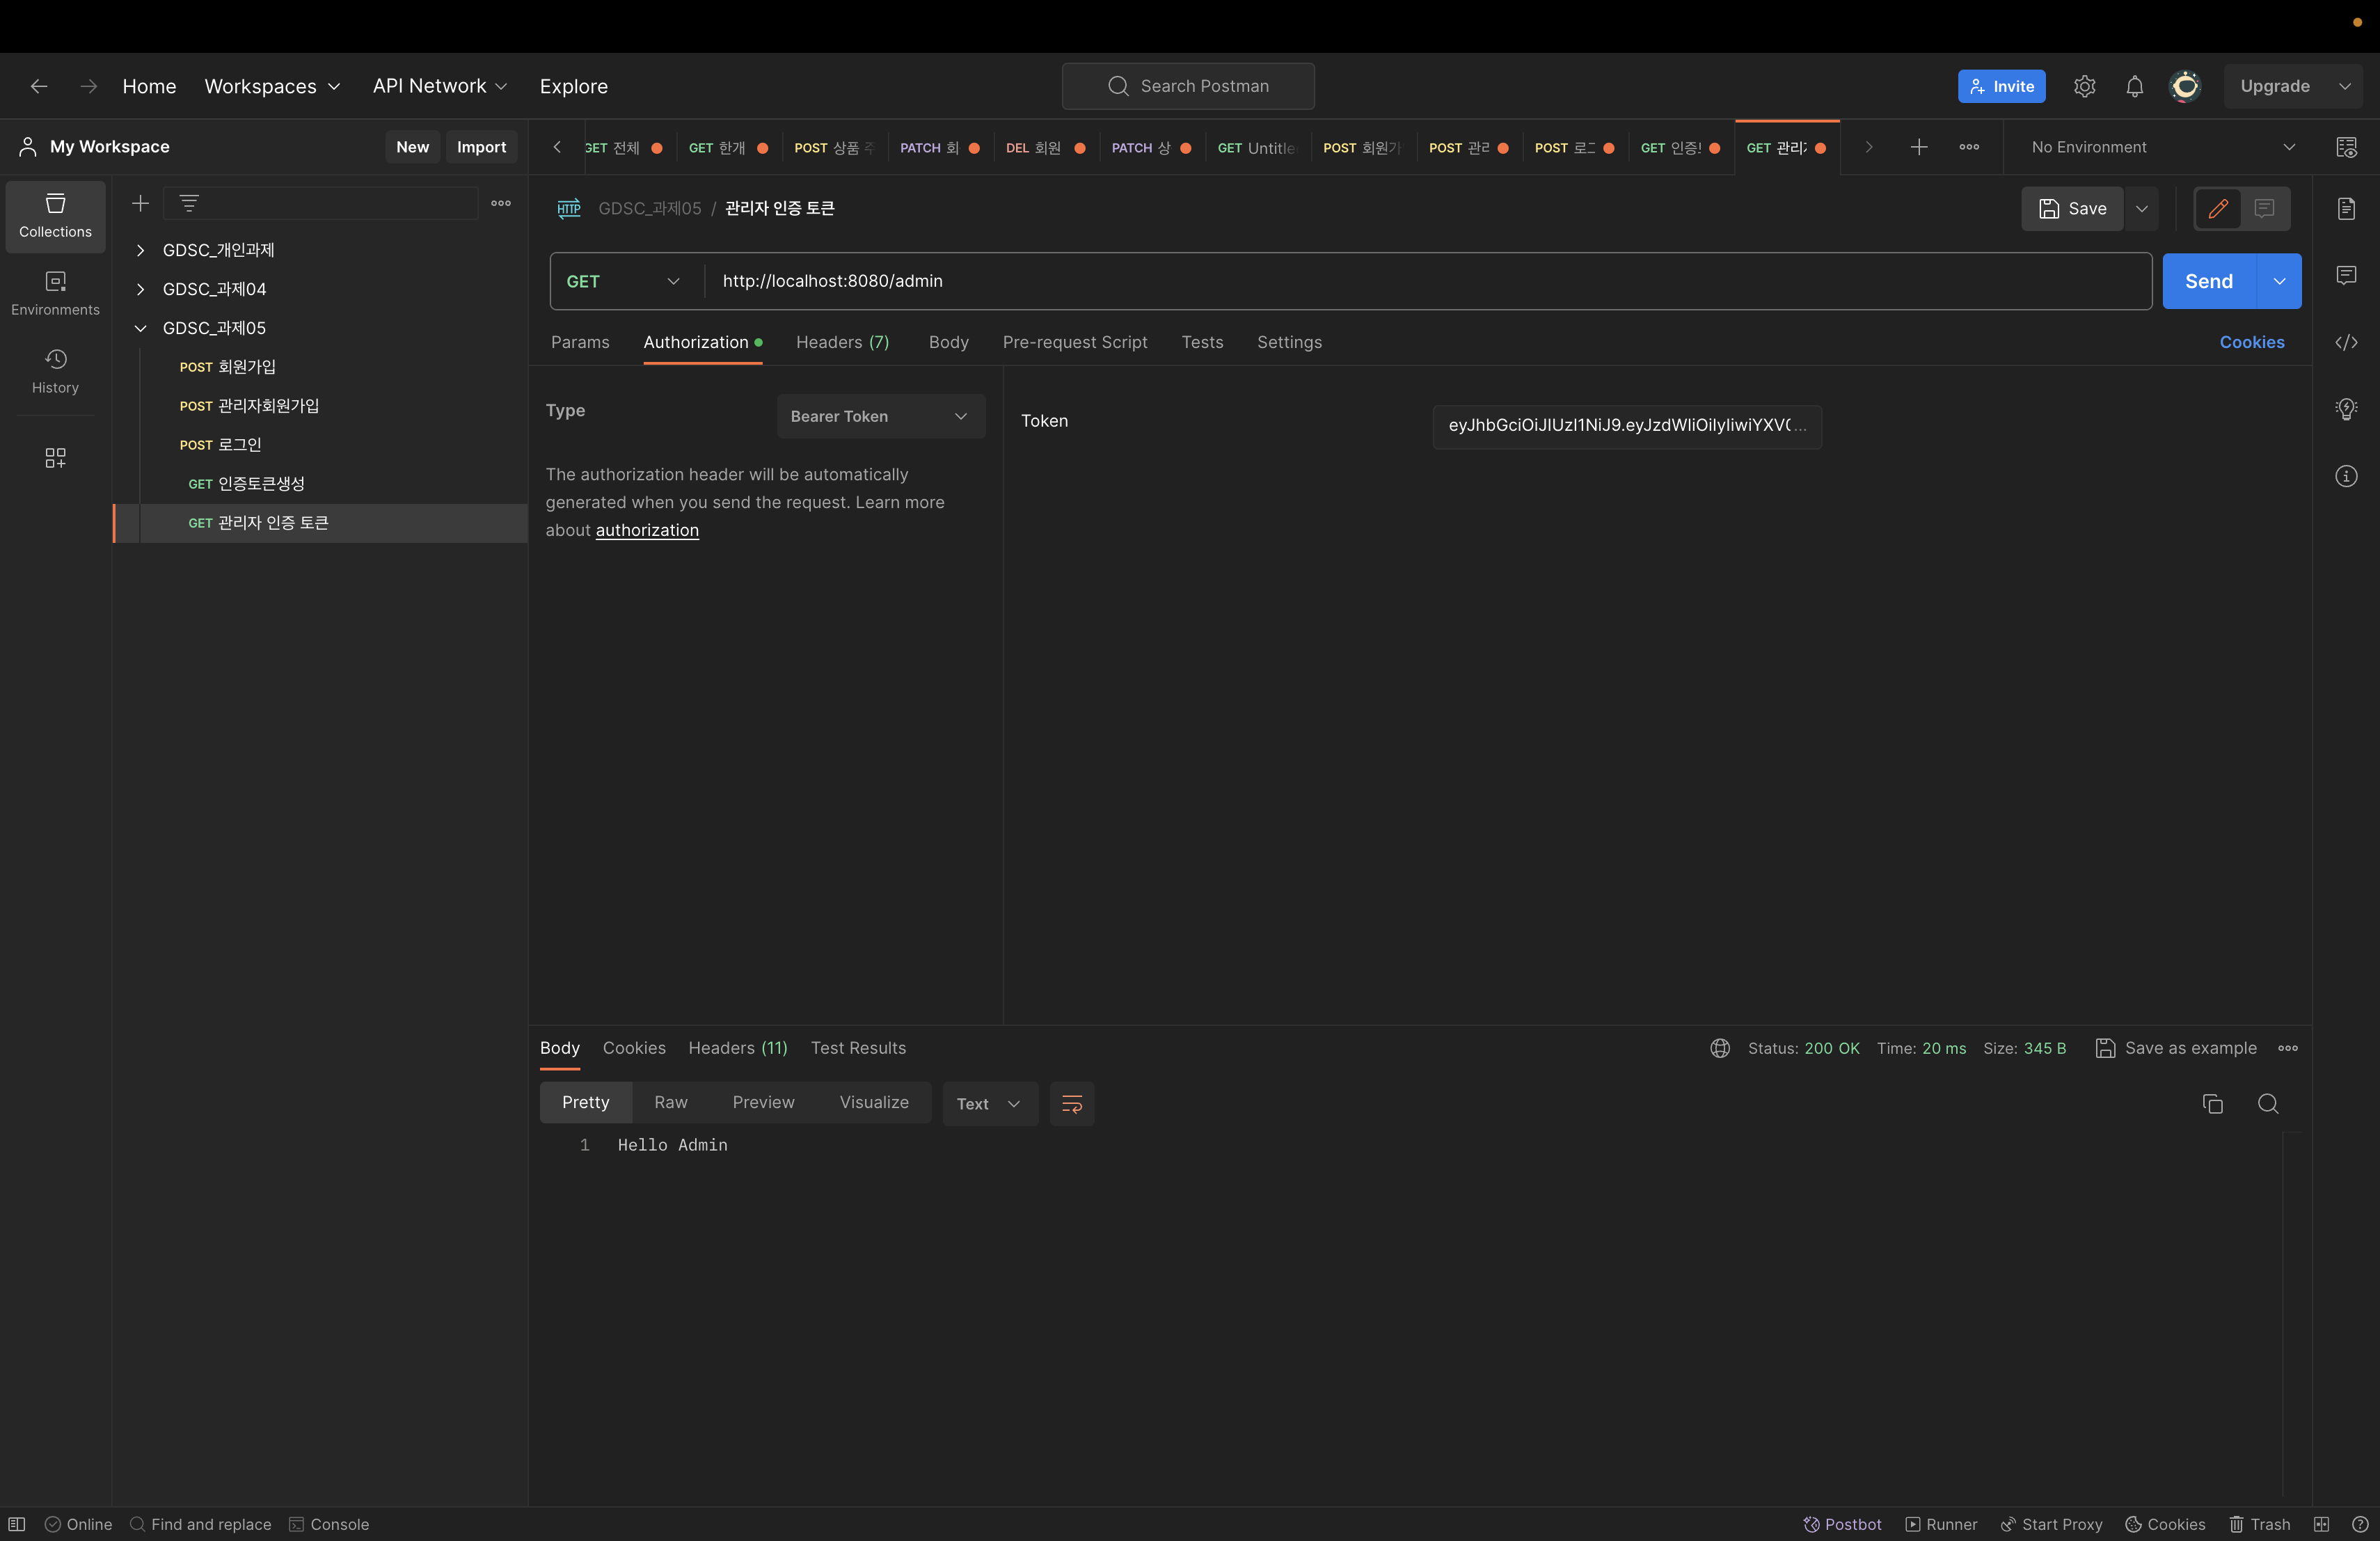 Home Workspaces API Network Explore Search Postman Invite Upgrade
My Workspace New Import
GET 전체 GET 한개 POST 상품 PATCH 회 DEL 회원 PATCH 상 GET Untitle POST 회원가 POST 관리 POST 로그 GET 인증! GET 관리 No Environment
Collections
Environments
History
GDSC_개인과제
GDSC_과제04
GDSC_과제05
POST 회원가입
POST 관리자회원가입
POST 로그인
GET 인증토큰생성
GET 관리자 인증 토큰
HTTP GDSC_과제05 / 관리자 인증 토큰 Save
GET http://localhost:8080/admin Send
Params Authorization Headers (7) Body Pre-request Script Tests Settings Cookies
Type Bearer Token
The authorization header will be automatically
generated when you send the request. Learn more
about authorization
Token eyJhbGciOiJIUzI1NiJ9.eyJzdWIiOiIyIiwiYXV0...
Body Cookies Headers (11) Test Results Status: 200 OK Time: 20 ms Size: 345 B Save as example
Pretty Raw Preview Visualize Text
1 Hello Admin
Online Find and replace Console Postbot Runner Start Proxy Cookies Trash